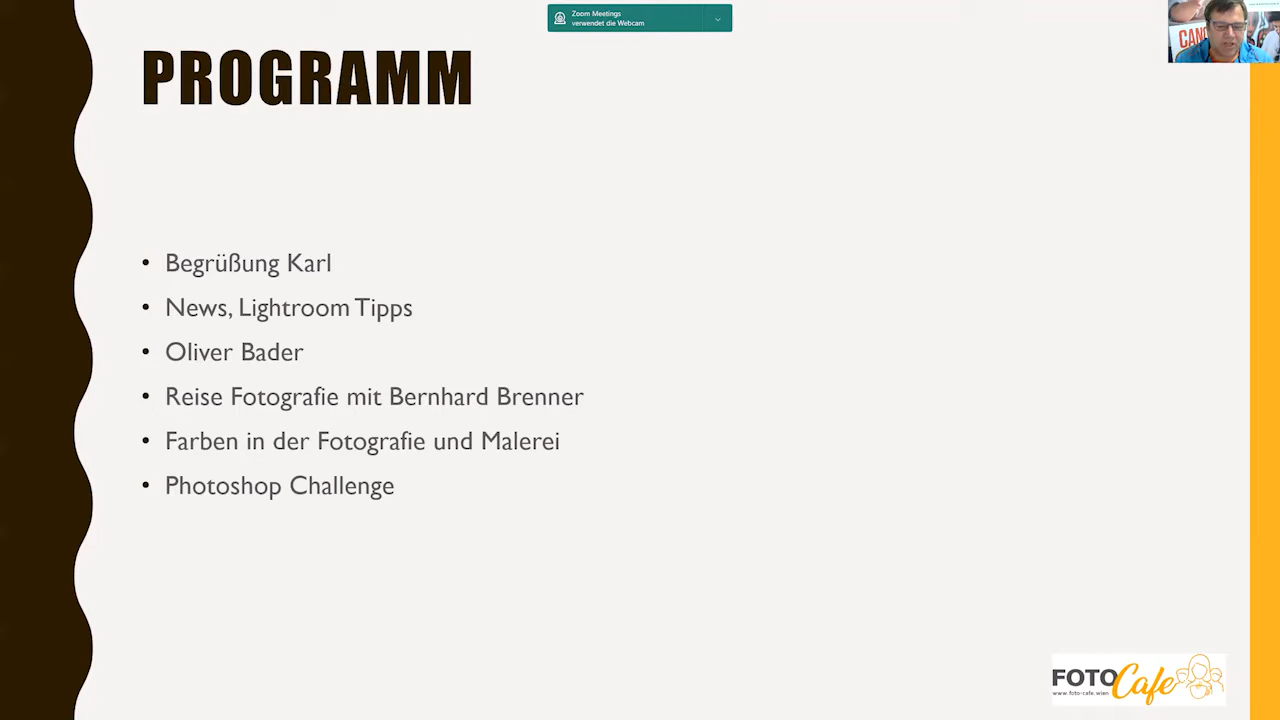 Zoom Meetings
verwendet die Webcam
CANO
PROGRAMM
• Begrüßung Karl
• News, Lightroom Tipps
• Oliver Bader
• Reise Fotografie mit Bernhard Brenner
• Farben in der Fotografie und Malerei
• Photoshop Challenge
FOTOCafe
www.foto-cafe.wien